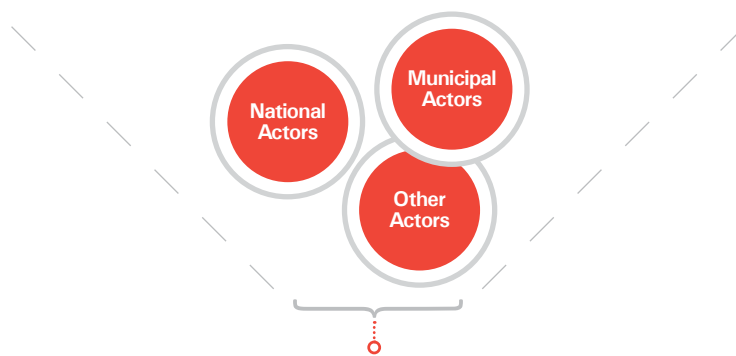 National
Actors
Municipal
Actors
Other
Actors